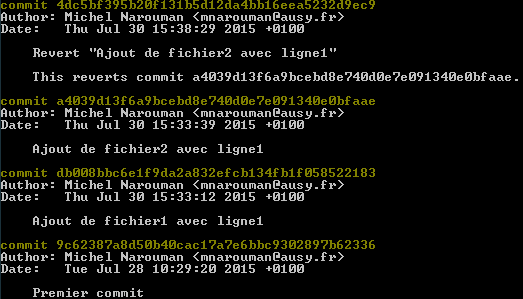 commit 4dc5bf395b20f131b5d12da4bb16eea5232d9ec9
Author: Michel Narouman <mnarouman@ausy.fr>
Date:   Thu Jul 30 15:38:29 2015 +0100
Revert "Ajout de fichier2 avec ligne1"
This reverts commit a4039d13f6a9bcebd8e740d0e7e091340e0bfaae.
commit a4039d13f6a9bcebd8e740d0e7e091340e0bfaae
Author: Michel Narouman <mnarouman@ausy.fr>
Date:   Thu Jul 30 15:33:39 2015 +0100
Ajout de fichier2 avec ligne1
commit db008bbc6e1f9da2a832efcb134fb1f058522183
Author: Michel Narouman <mnarouman@ausy.fr>
Date:   Thu Jul 30 15:33:12 2015 +0100
Ajout de fichier1 avec ligne1
commit 9c62387a8d50b40cac17a7e6bbc9302897b62336
Author: Michel Narouman <mnarouman@ausy.fr>
Date:   Tue Jul 28 10:29:20 2015 +0100
Premier commit